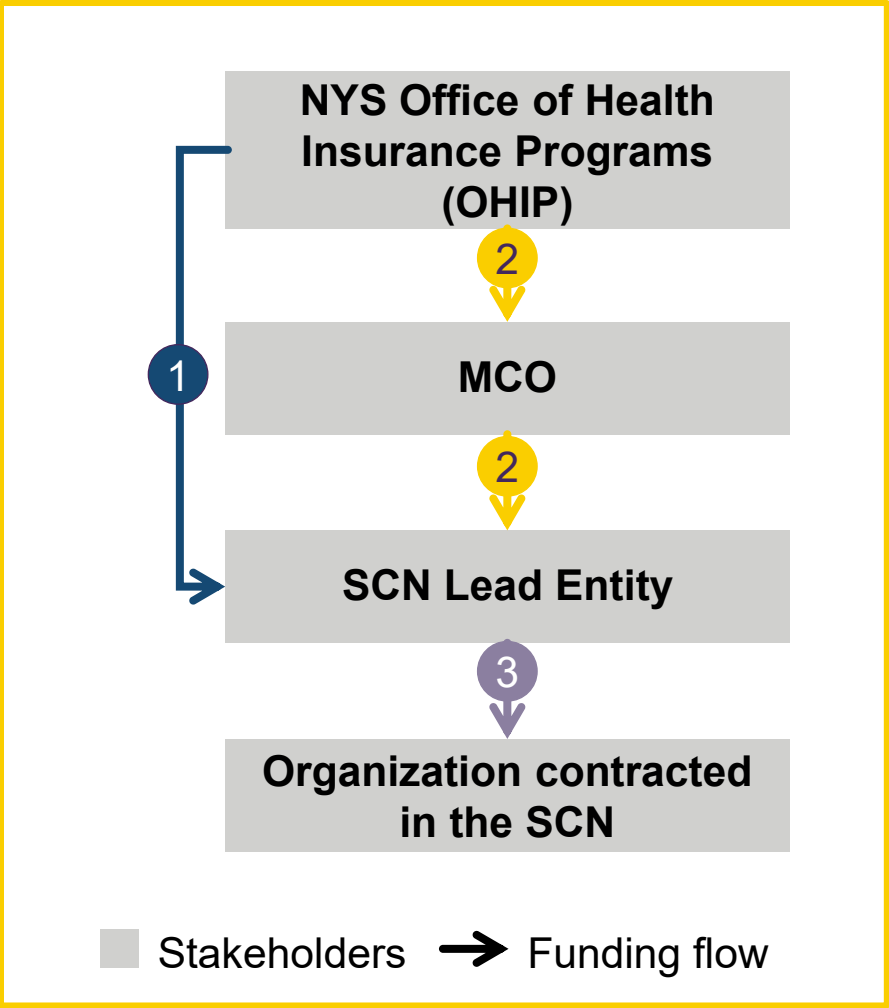 NYS Office of Health
Insurance Programs
(OHIP)
2
MCO
1
2
SCN Lead Entity
3
Organization contracted
in the SCN
Stakeholders
Funding flow